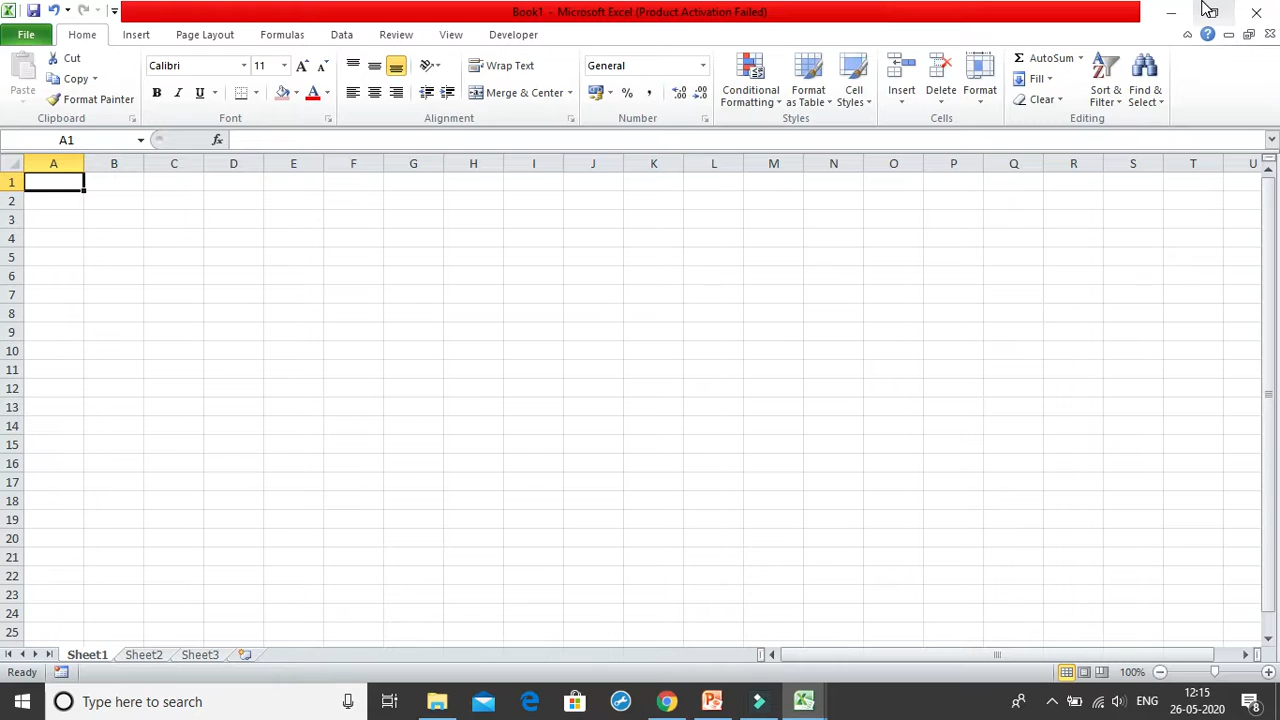 Book1 - Microsoft Excel (Product Activation Failed)
File Home Insert Page Layout Formulas Data Review View Developer
Paste
Cut
Copy
Format Painter
Clipboard
Calibri 11
B I U A
Font
Wrap Text
Merge & Center
Alignment
General
% ,
Number
Conditional Formatting
Format as Table
Cell Styles
Styles
Insert
Delete
Format
Cells
AutoSum
Fill
Clear
Sort & Filter
Find & Select
Editing
A1 fx
A B C D E F G H I J K L M N O P Q R S T U
1
2
3
4
5
6
7
8
9
10
11
12
13
14
15
16
17
18
19
20
21
22
23
24
25
Sheet1 Sheet2 Sheet3
Ready 100%
Type here to search
ENG
12:15
26-05-2020
8